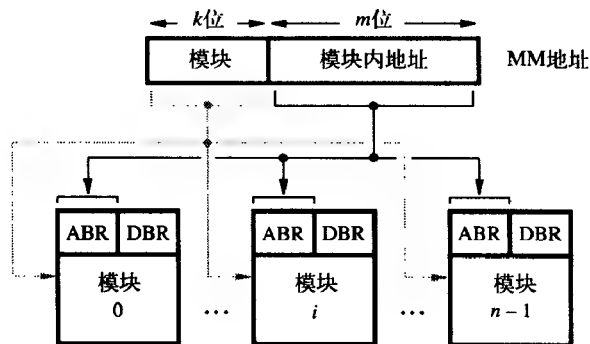 k位 m位
模块 模块内地址 MM地址
ABR DBR ABR DBR ABR DBR
模块 模块 模块
0 … i … n − 1